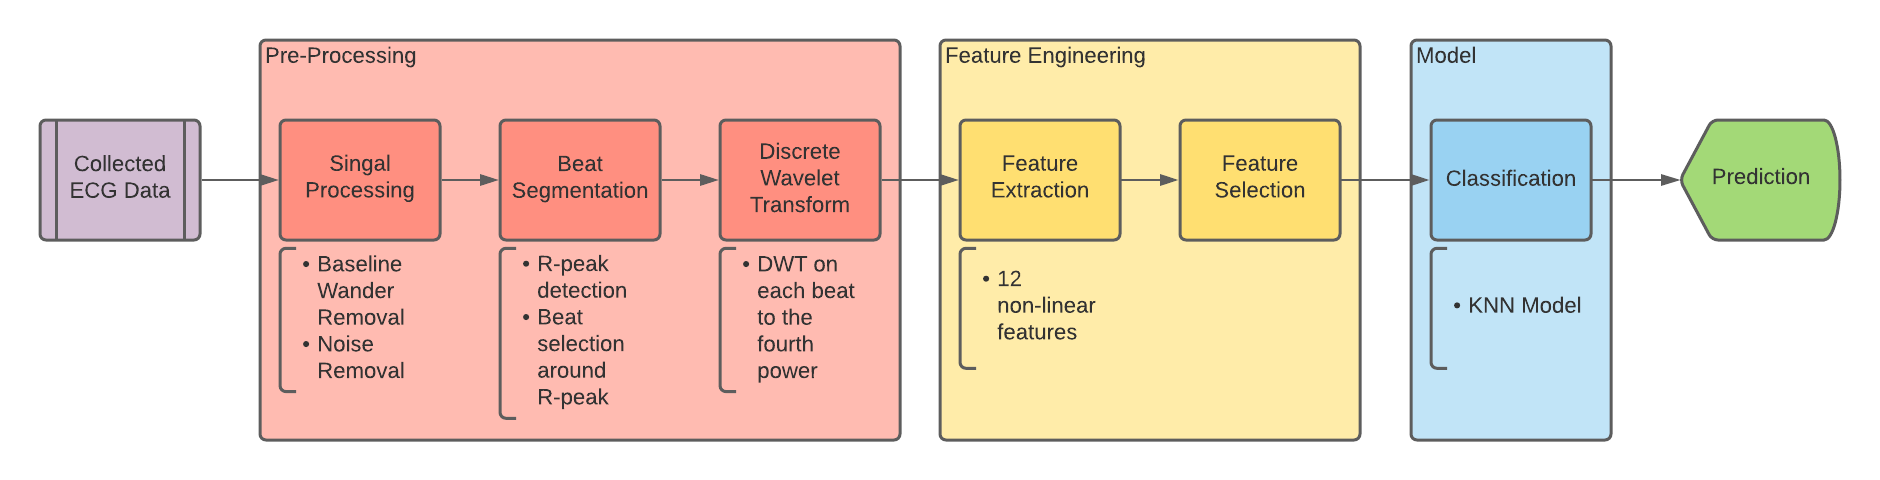 Pre-Processing
Feature Engineering
Model
Collected
ECG Data
Singal
Processing
Beat
Segmentation
Discrete
Wavelet
Transform
Feature
Extraction
Feature
Selection
Classification
Prediction
• Baseline
Wander
Removal
• Noise
Removal
• R-peak
detection
• Beat
selection
around
R-peak
• DWT on
each beat
to the
fourth
power
• 12
non-linear
features
• KNN Model